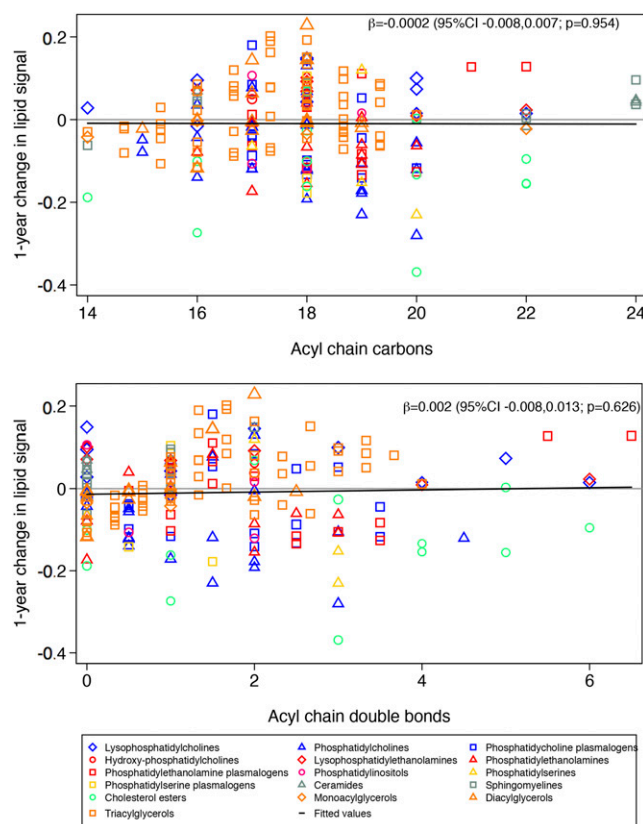 β=-0.0002 (95%CI -0.008,0.007; p=0.954)
1-year change in lipid signal
0.2
0
-0.2
-0.4
14 16 18 20 22 24
Acyl chain carbons
β=0.002 (95%CI -0.008,0.013; p=0.626)
1-year change in lipid signal
0.2
0
-0.2
-0.4
0 2 4 6
Acyl chain double bonds
Lysophosphatidylcholines Phosphatidylcholines Phosphatidycholine plasmalogens
Hydroxy-phosphatidylcholines Lysophosphatidylethanolamines Phosphatidylethanolamines
Phosphatidylethanolamine plasmalogens Phosphatidylinositols Phosphatidylserines
Phosphatidylserine plasmalogens Ceramides Sphingomyelines
Cholesterol esters Monoacylglycerols Diacylglycerols
Triacylglycerols Fitted values